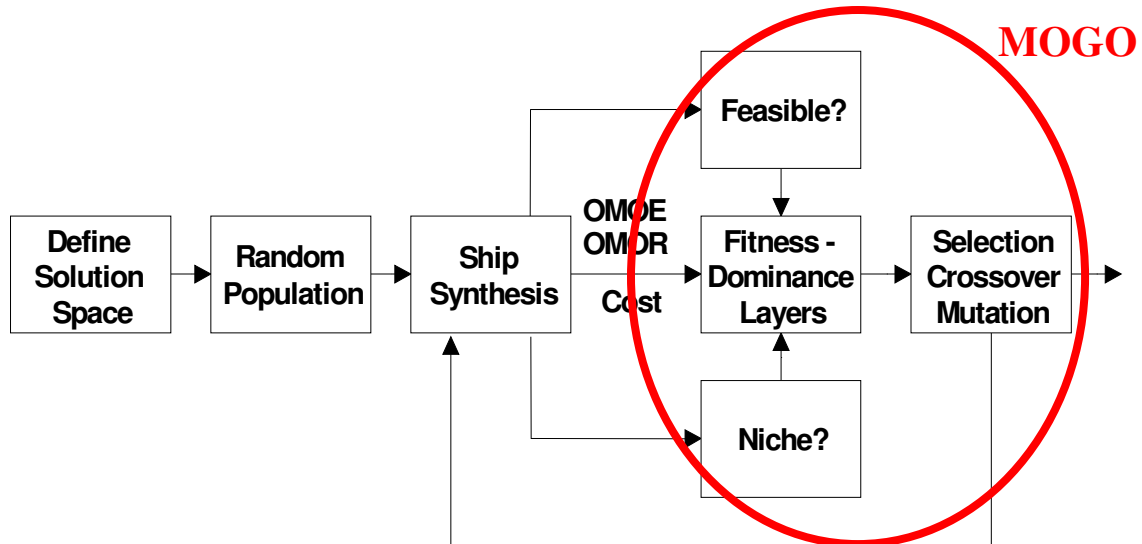 MOGO
Feasible?
Define
Solution
Space
Random
Population
Ship
Synthesis
OMOE
OMOR
Cost
Fitness -
Dominance
Layers
Selection
Crossover
Mutation
Niche?